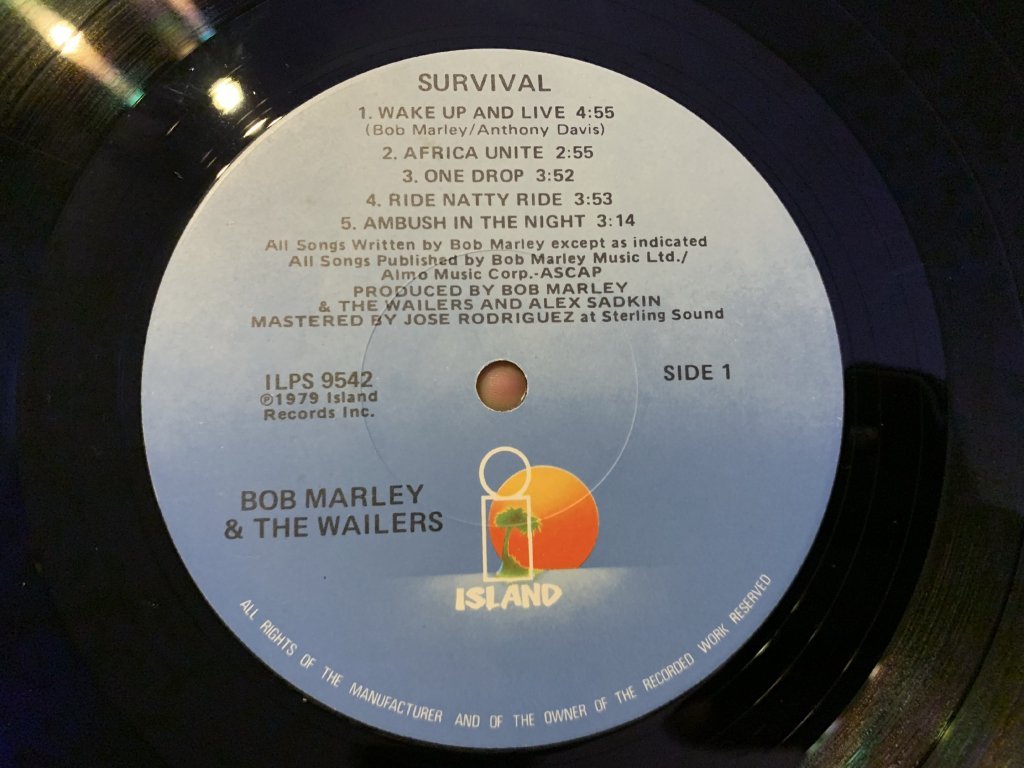 SURVIVAL
1. WAKE UP AND LIVE 4:55
(Bob Marley/Anthony Davis)
2. AFRICA UNITE 2:55
3. ONE DROP 3:52
4. RIDE NATTY RIDE 3:53
5. AMBUSH IN THE NIGHT 3:14
All Songs Written by Bob Marley except as indicated
All Songs Published by Bob Marley Music Ltd./
Almo Music Corp.-ASCAP
PRODUCED BY BOB MARLEY
& THE WAILERS AND ALEX SADKIN
MASTERED BY JOSE RODRIGUEZ at Sterling Sound
ILPS 9542
℗1979 Island
Records Inc.
SIDE 1
BOB MARLEY
& THE WAILERS
ISLAND
ALL RIGHTS OF THE MANUFACTURER AND OF THE OWNER OF THE RECORDED WORK RESERVED